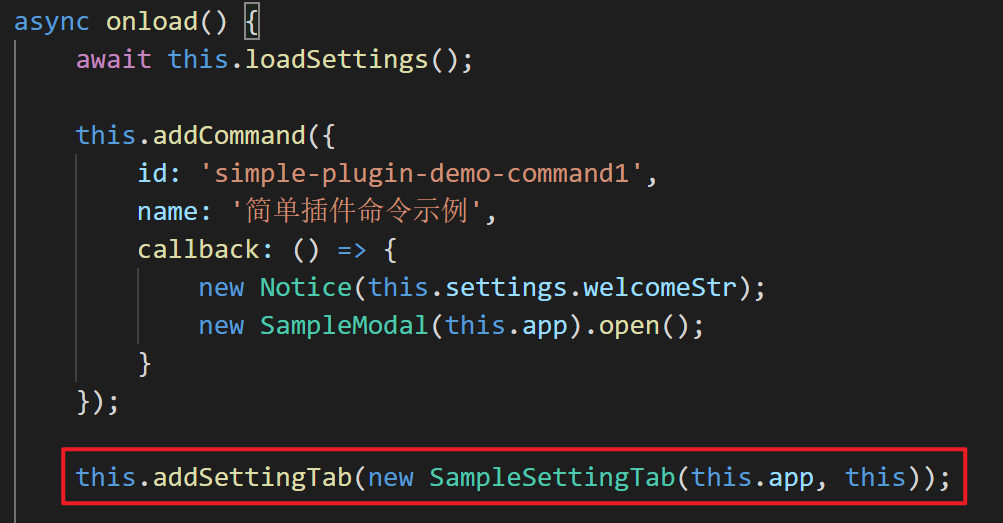 async onload() {
await this.loadSettings();
this.addCommand({
id: 'simple-plugin-demo-command1',
name: '简单插件命令示例',
callback: () => {
new Notice(this.settings.welcomeStr);
new SampleModal(this.app).open();
}
});
this.addSettingTab(new SampleSettingTab(this.app, this));